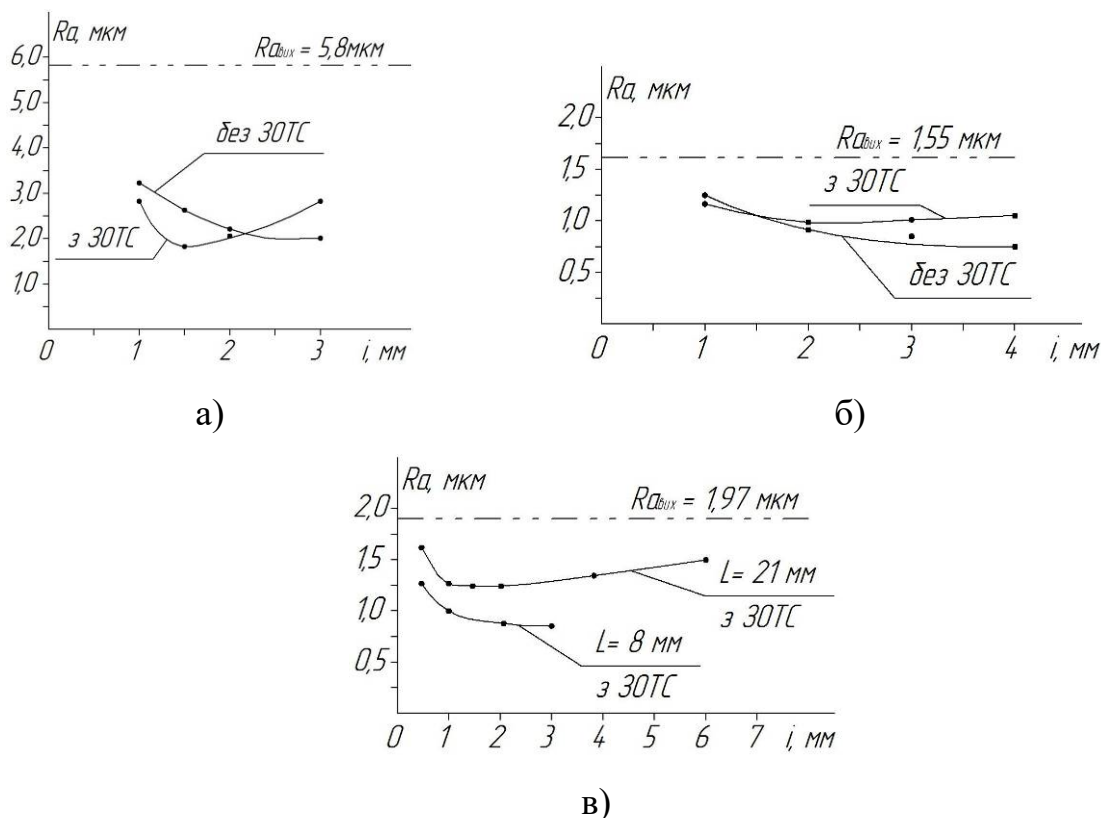 Ra, мкм
6,0
Raвих = 5,8мкм
5,0
без ЗОТС
4,0
3,0
2,0
з ЗОТС
1,0
0 1 2 3 i, мм
а)
Ra, мкм
2,0
Raвих = 1,55 мкм
1,5
з ЗОТС
1,0
0,5
без ЗОТС
0 1 2 3 4 i, мм
б)
Ra, мкм
2,0
Raвих = 1,97 мкм
1,5
L= 21 мм
з ЗОТС
1,0
L= 8 мм
0,5
з ЗОТС
0 1 2 3 4 5 6 7 i, мм
в)